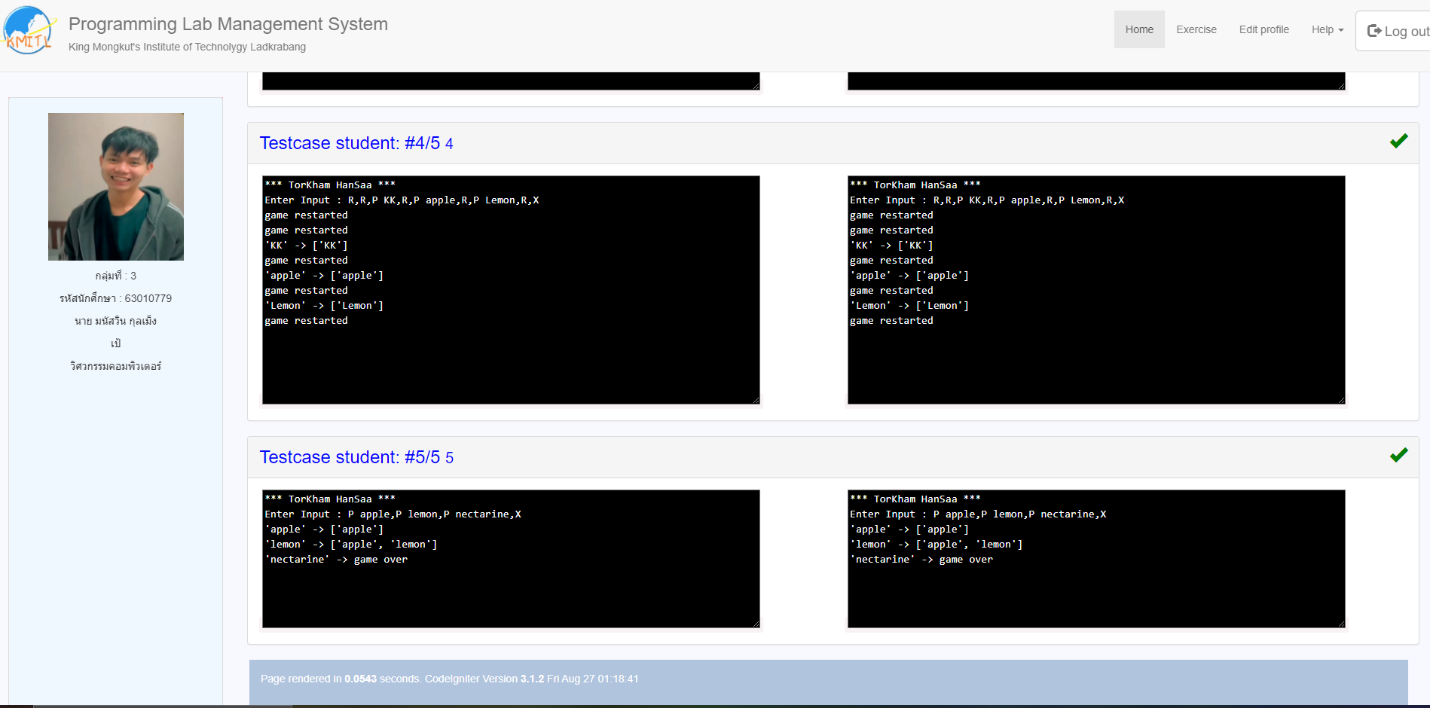 KMITL
Programming Lab Management System
King Mongkut's Institute of Technolygy Ladkrabang
Home
Exercise
Edit profile
Help
Log out
กลุ่มที่ : 3
รหัสนักศึกษา : 63010779
นาย มนัสวิน กุลเม็ง
เป้
วิศวกรรมคอมพิวเตอร์
Testcase student: #4/5 4
*** TorKham HanSaa ***
Enter Input : R,R,P KK,R,P apple,R,P Lemon,R,X
game restarted
game restarted
'KK' -> ['KK']
game restarted
'apple' -> ['apple']
game restarted
'Lemon' -> ['Lemon']
game restarted
*** TorKham HanSaa ***
Enter Input : R,R,P KK,R,P apple,R,P Lemon,R,X
game restarted
game restarted
'KK' -> ['KK']
game restarted
'apple' -> ['apple']
game restarted
'Lemon' -> ['Lemon']
game restarted
Testcase student: #5/5 5
*** TorKham HanSaa ***
Enter Input : P apple,P lemon,P nectarine,X
'apple' -> ['apple']
'lemon' -> ['apple', 'lemon']
'nectarine' -> game over
*** TorKham HanSaa ***
Enter Input : P apple,P lemon,P nectarine,X
'apple' -> ['apple']
'lemon' -> ['apple', 'lemon']
'nectarine' -> game over
Page rendered in 0.0543 seconds. CodeIgniter Version 3.1.2 Fri Aug 27 01:18:41